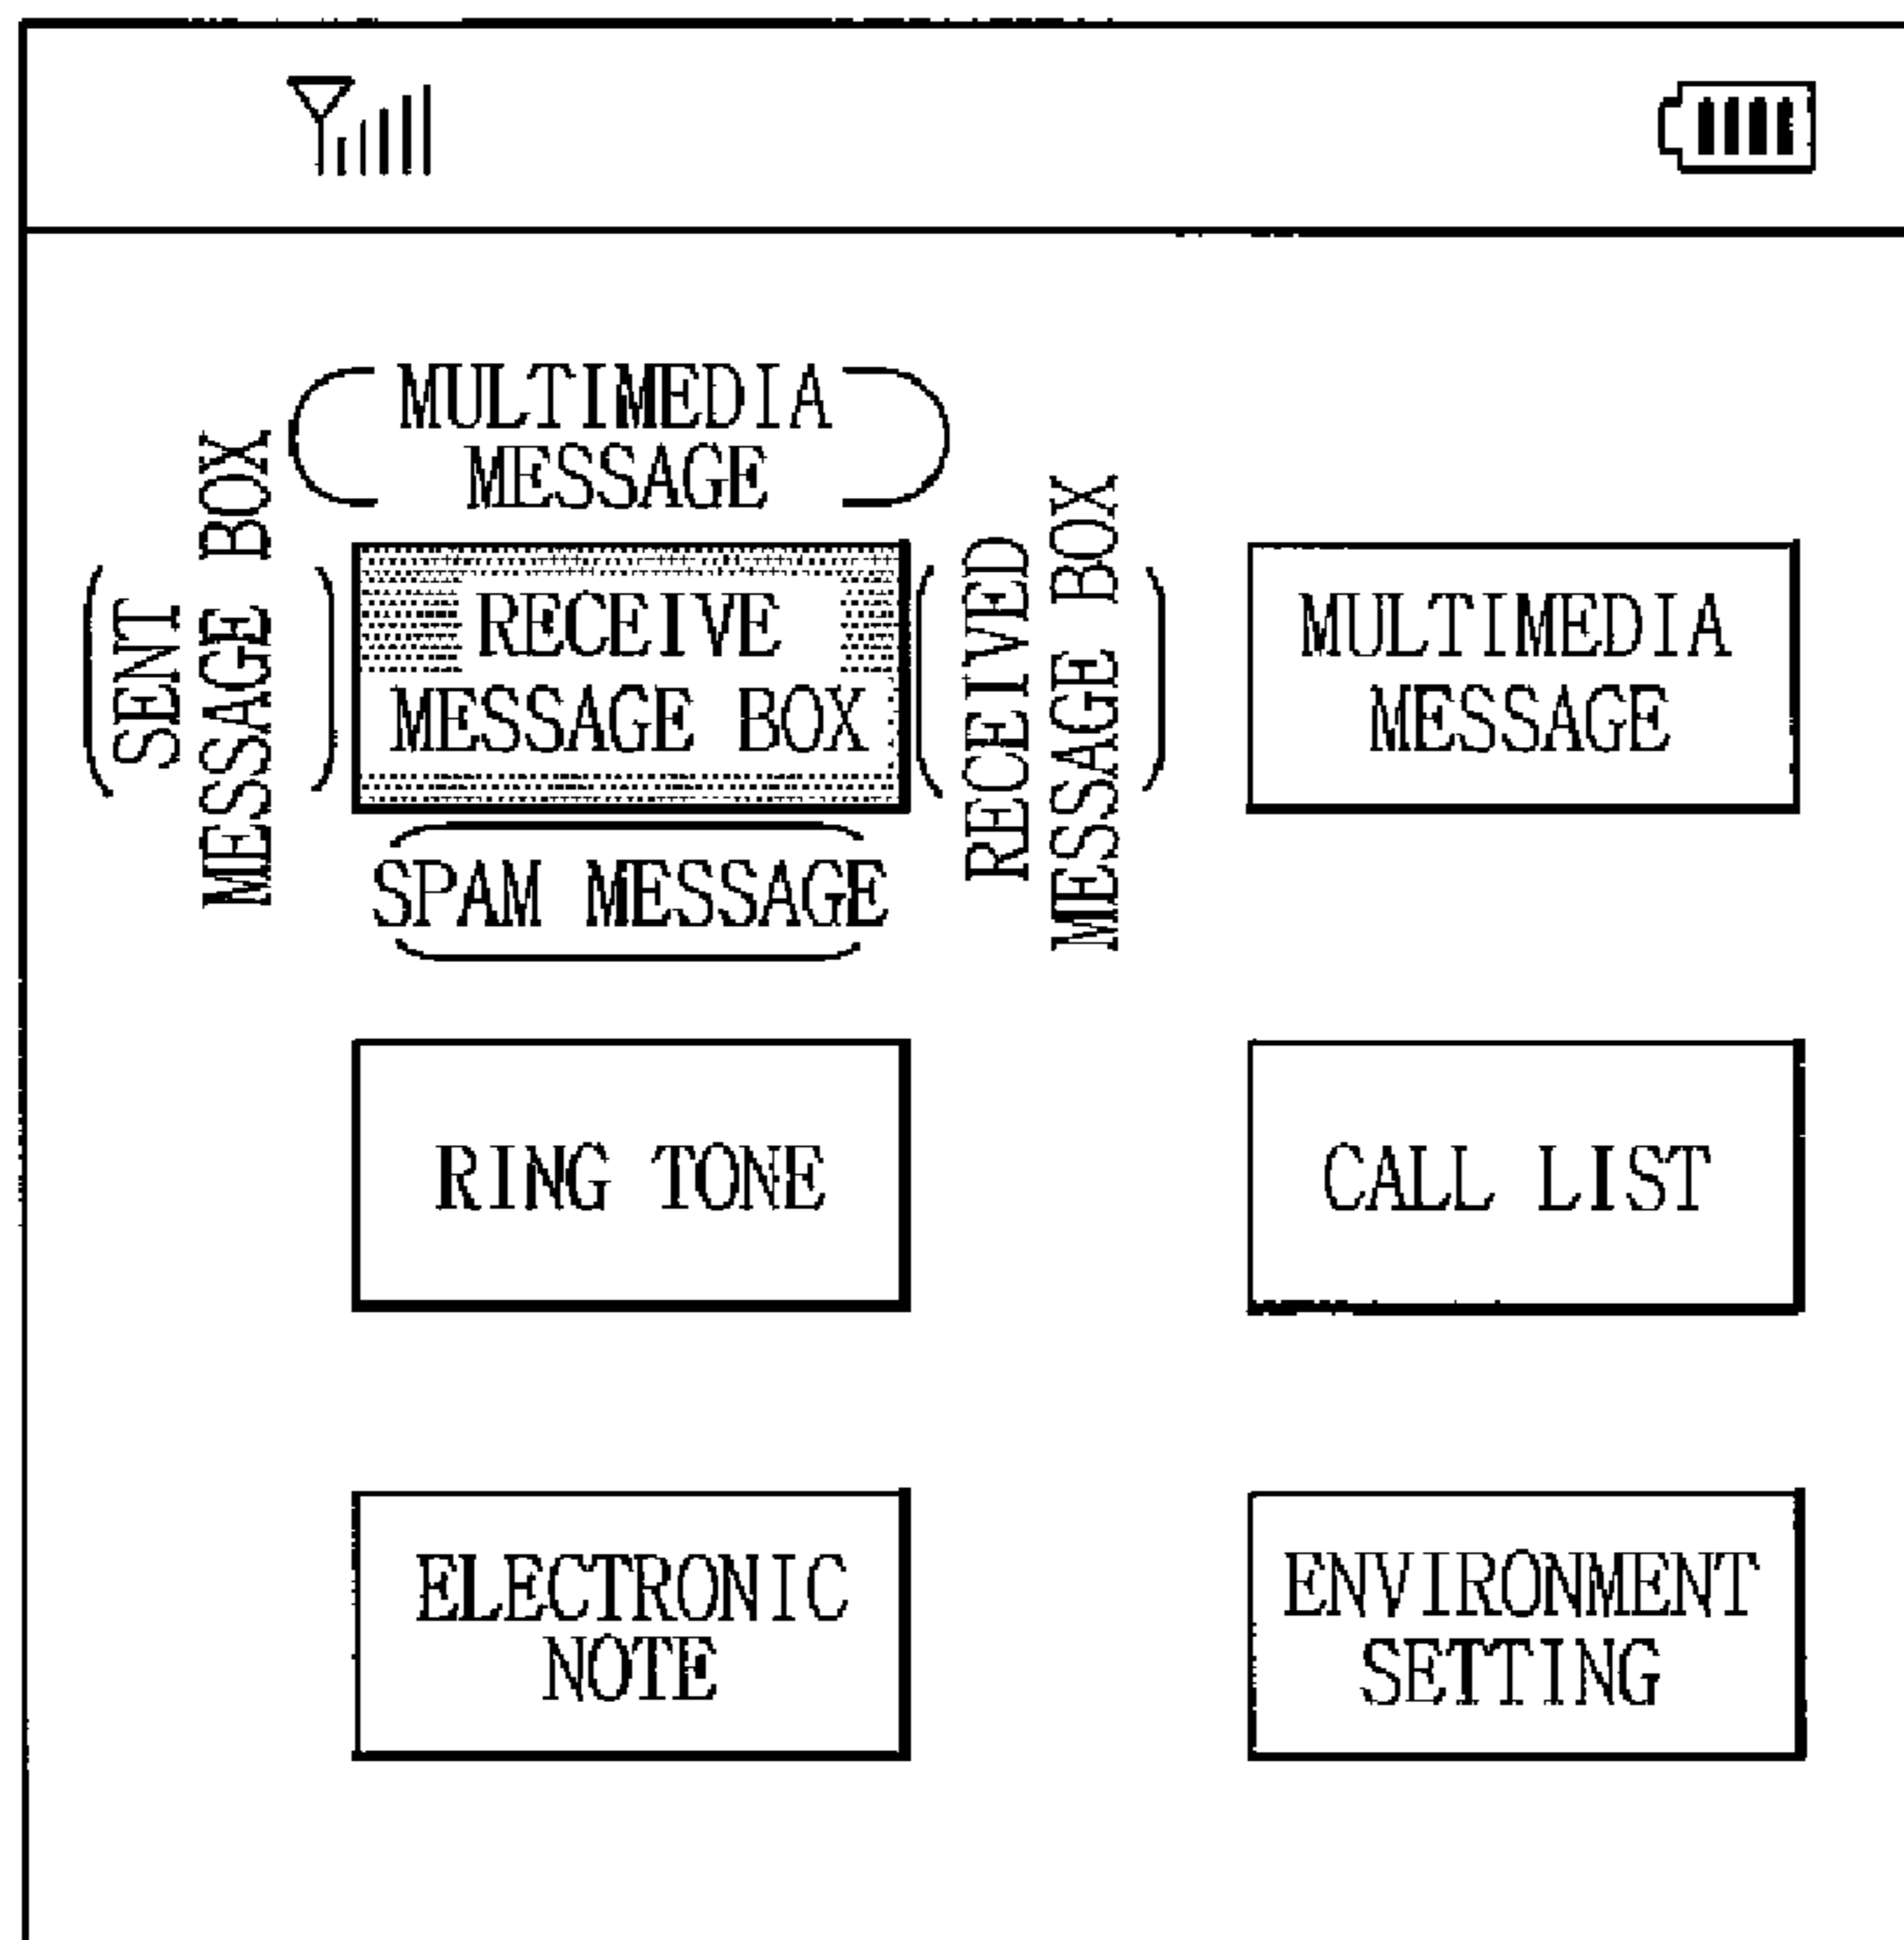 MULTIMEDIA
MESSAGE
SENT
MESSAGE BOX
RECEIVE
MESSAGE BOX
RECEIVED
MESSAGE BOX
SPAM MESSAGE
MULTIMEDIA
MESSAGE
RING TONE
CALL LIST
ELECTRONIC
NOTE
ENVIRONMENT
SETTING